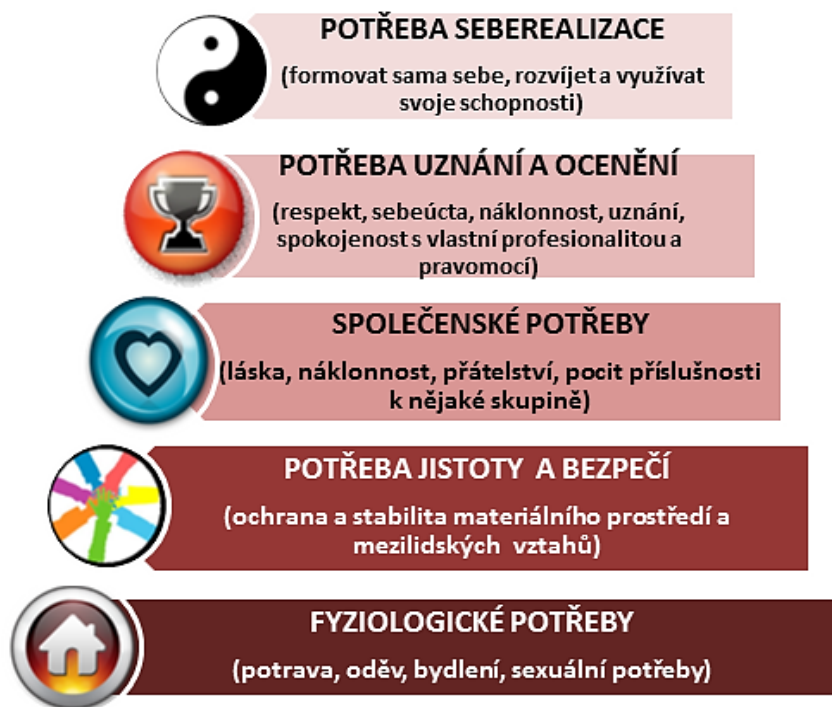 POTŘEBA SEBEREALIZACE
(formovat sama sebe, rozvíjet a využívat
svoje schopnosti)
POTŘEBA UZNÁNÍ A OCENĚNÍ
(respekt, sebeúcta, náklonnost, uznání,
spokojenost s vlastní profesionalitou a
pravomocí)
SPOLEČENSKÉ POTŘEBY
(láska, náklonnost, přátelství, pocit příslušnosti
k nějaké skupině)
POTŘEBA JISTOTY A BEZPEČÍ
(ochrana a stabilita materiálního prostředí a
mezilidských vztahů)
FYZIOLOGICKÉ POTŘEBY
(potrava, oděv, bydlení, sexuální potřeby)